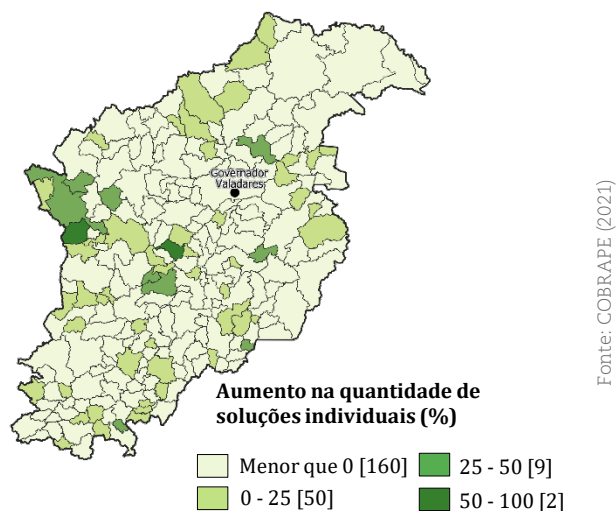 Governador
Valadares
Fonte: COBRAPE (2021)
Aumento na quantidade de
soluções individuais (%)
Menor que 0 [160]
25 - 50 [9]
0 - 25 [50]
50 - 100 [2]